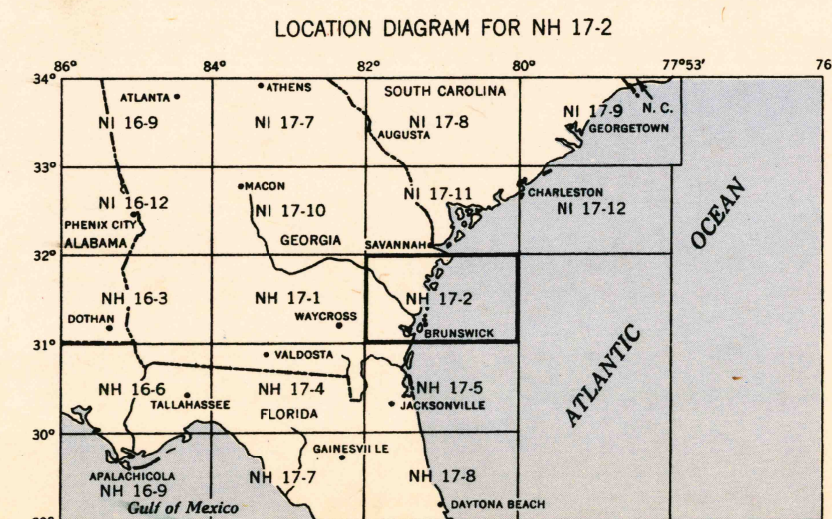 LOCATION DIAGRAM FOR NH 17-2
86° 84° 82° 80° 77°53' 76
34°
ATLANTA
ATHENS
SOUTH CAROLINA
NI 16-9
NI 17-7
NI 17-8
NI 17-9
N. C.
AUGUSTA
GEORGETOWN
33°
MACON
NI 16-12
NI 17-10
NI 17-11
CHARLESTON
NI 17-12
PHENIX CITY
ALABAMA
GEORGIA
SAVANNAH
OCEAN
32°
NH 16-3
NH 17-1
NH 17-2
DOTHAN
WAYCROSS
BRUNSWICK
31°
VALDOSTA
ATLANTIC
NH 16-6
NH 17-4
NH 17-5
TALLAHASSEE
JACKSONVILLE
FLORIDA
30°
GAINESVILLE
APALACHICOLA
NH 16-9
NH 17-7
NH 17-8
Gulf of Mexico
DAYTONA BEACH